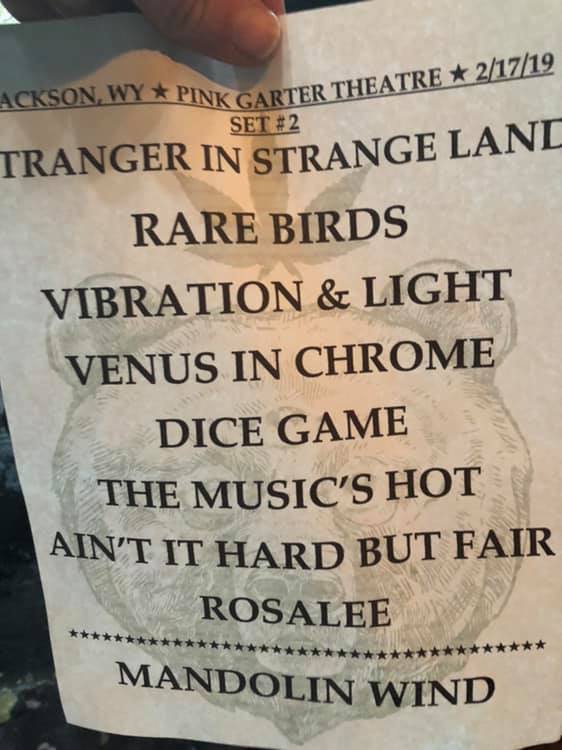 ACKSON, WY ★ PINK GARTER THEATRE ★ 2/17/19
SET #2
TRANGER IN STRANGE LAND
RARE BIRDS
VIBRATION & LIGHT
VENUS IN CHROME
DICE GAME
THE MUSIC'S HOT
AIN'T IT HARD BUT FAIR
ROSALEE
MANDOLIN WIND